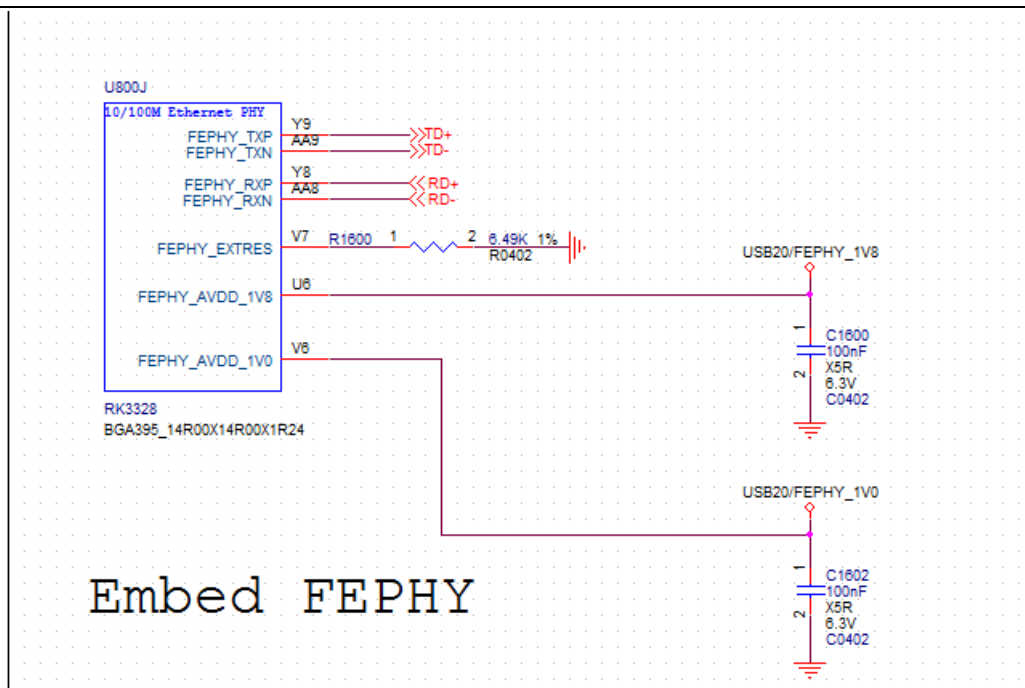 U800J
10/100M Ethernet PHY
FEPHY_TXP Y9 TD+
FEPHY_TXN AA9 TD-
FEPHY_RXP Y8 RD+
FEPHY_RXN AA8 RD-
FEPHY_EXTRES V7 R1600 1 2 6.49K 1%
R0402
USB20/FEPHY_1V8
FEPHY_AVDD_1V8 U6
1 C1600
100nF
X5R
2 6.3V
C0402
FEPHY_AVDD_1V0 V6
RK3328
BGA395_14R00X14R00X1R24
USB20/FEPHY_1V0
1 C1602
100nF
X5R
2 6.3V
C0402
Embed FEPHY